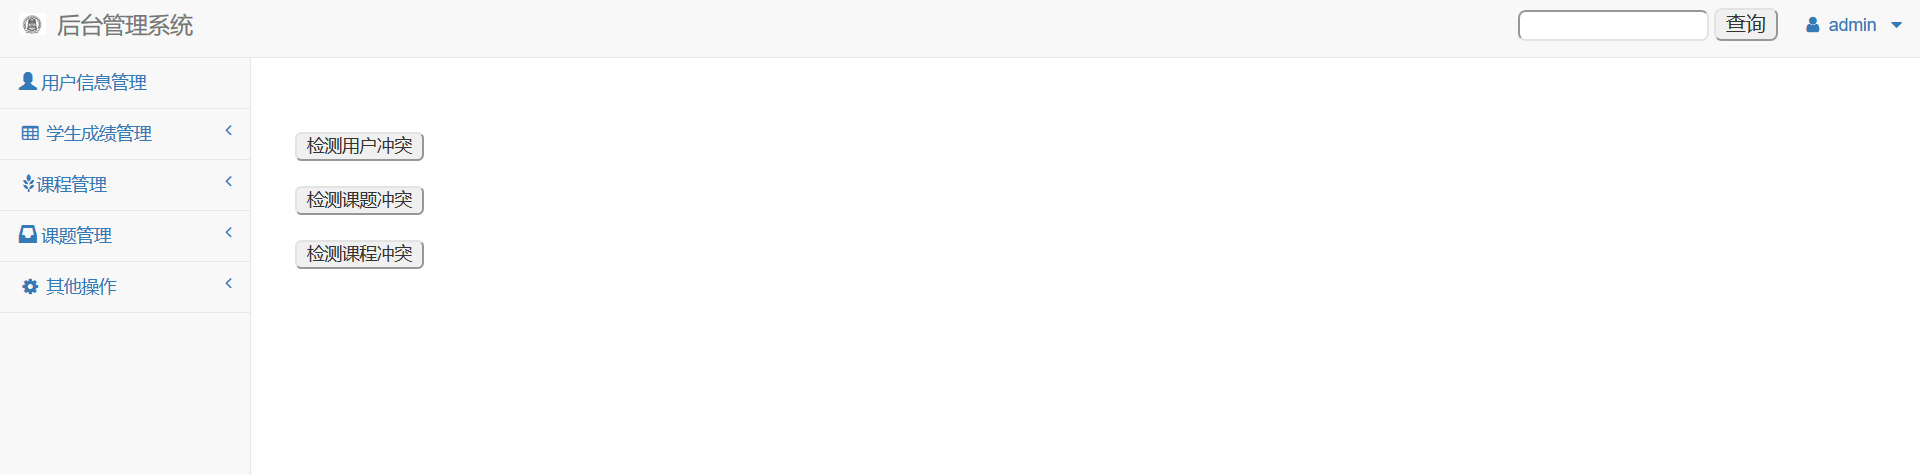 后台管理系统
查询
admin
用户信息管理
学生成绩管理
课程管理
课题管理
其他操作
检测用户冲突
检测课题冲突
检测课程冲突